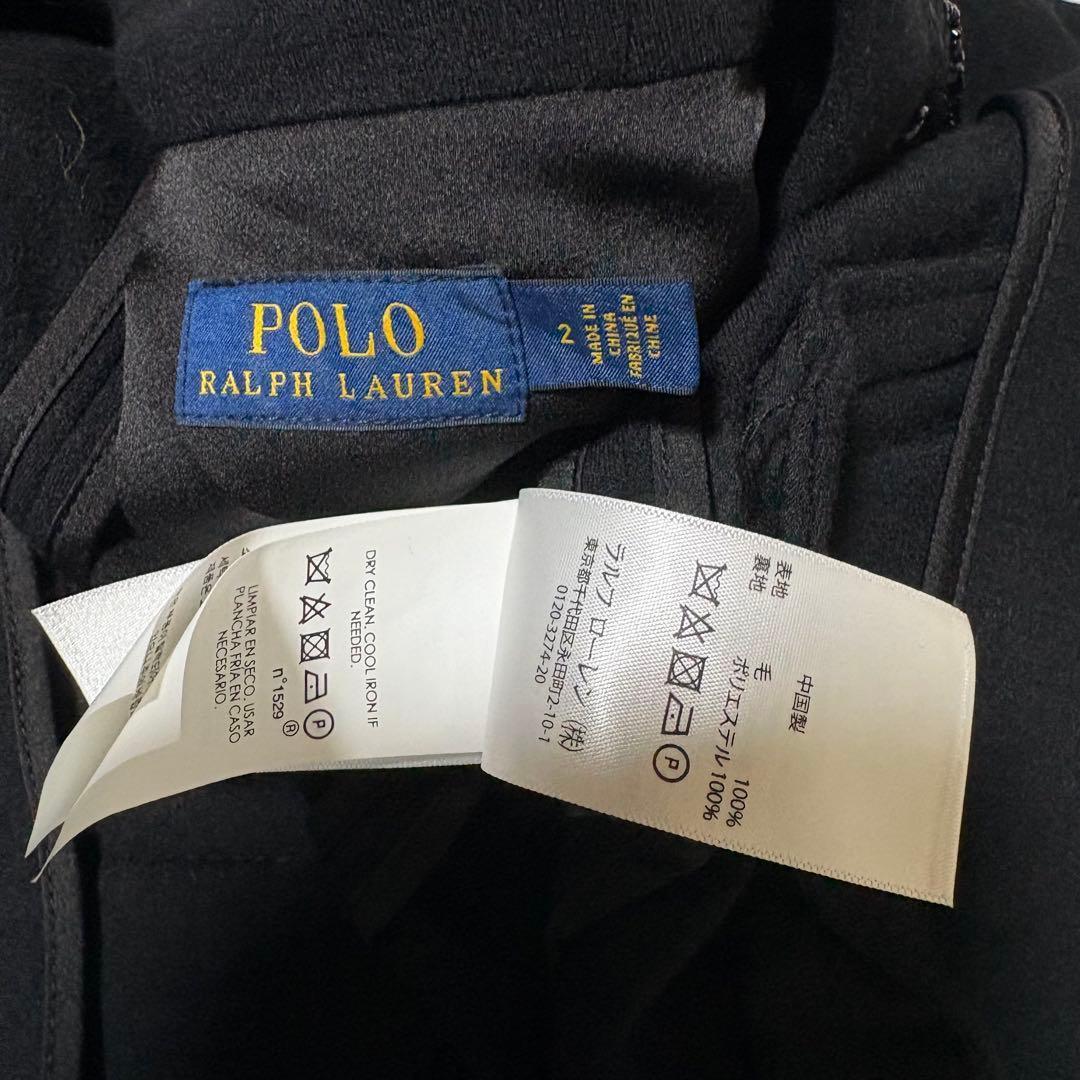 POLO
RALPH LAUREN
2
MADE IN
CHINA
FABRIQUÉ EN
CHINE
表地 毛 100%
裏地 ポリエステル 100%
中国製
P
ラルフ ローレン (株)
東京都千代田区永田町2-10-1
0120-3274-20
DRY CLEAN. COOL IRON IF
NEEDED.
P
n°1529 ®
LIMPIAR EN SECO. USAR
PLANCHA FRÍA EN CASO
NECESARIO.